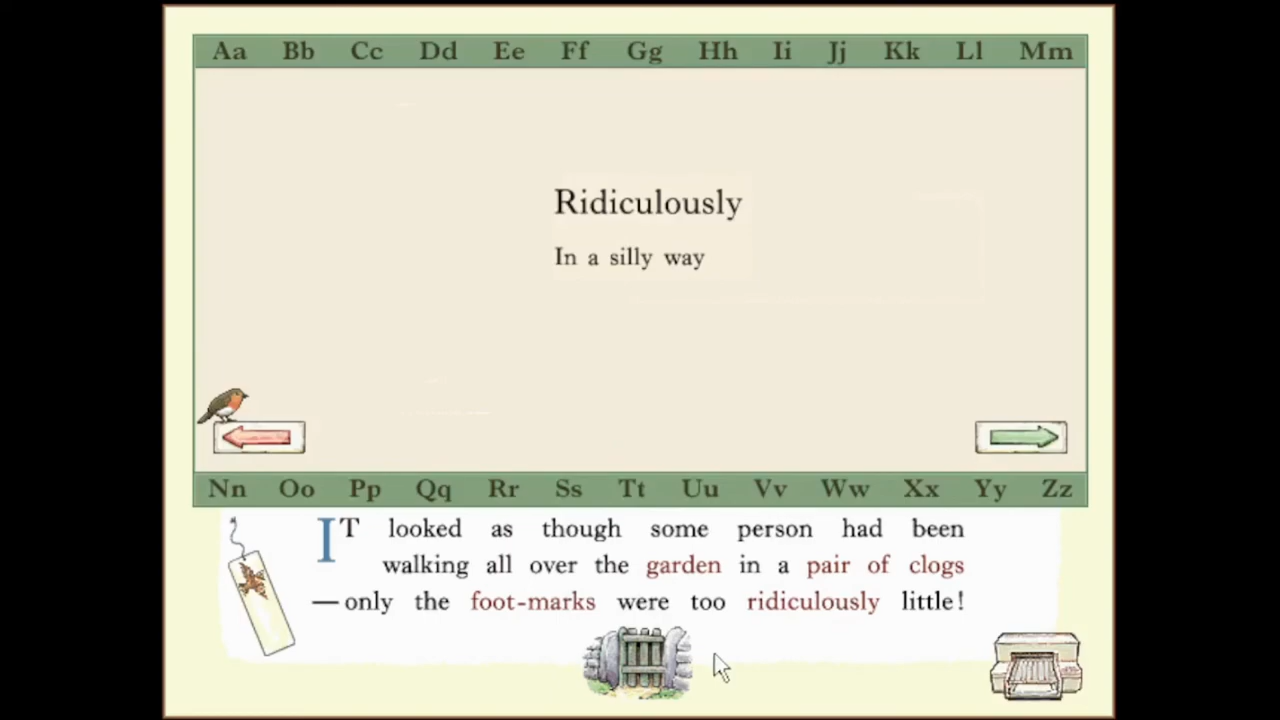 Aa Bb Cc Dd Ee Ff Gg Hh Ii Jj Kk Ll Mm
Ridiculously
In a silly way
Nn Oo Pp Qq Rr Ss Tt Uu Vv Ww Xx Yy Zz
IT looked as though some person had been
walking all over the garden in a pair of clogs
—only the foot-marks were too ridiculously little!